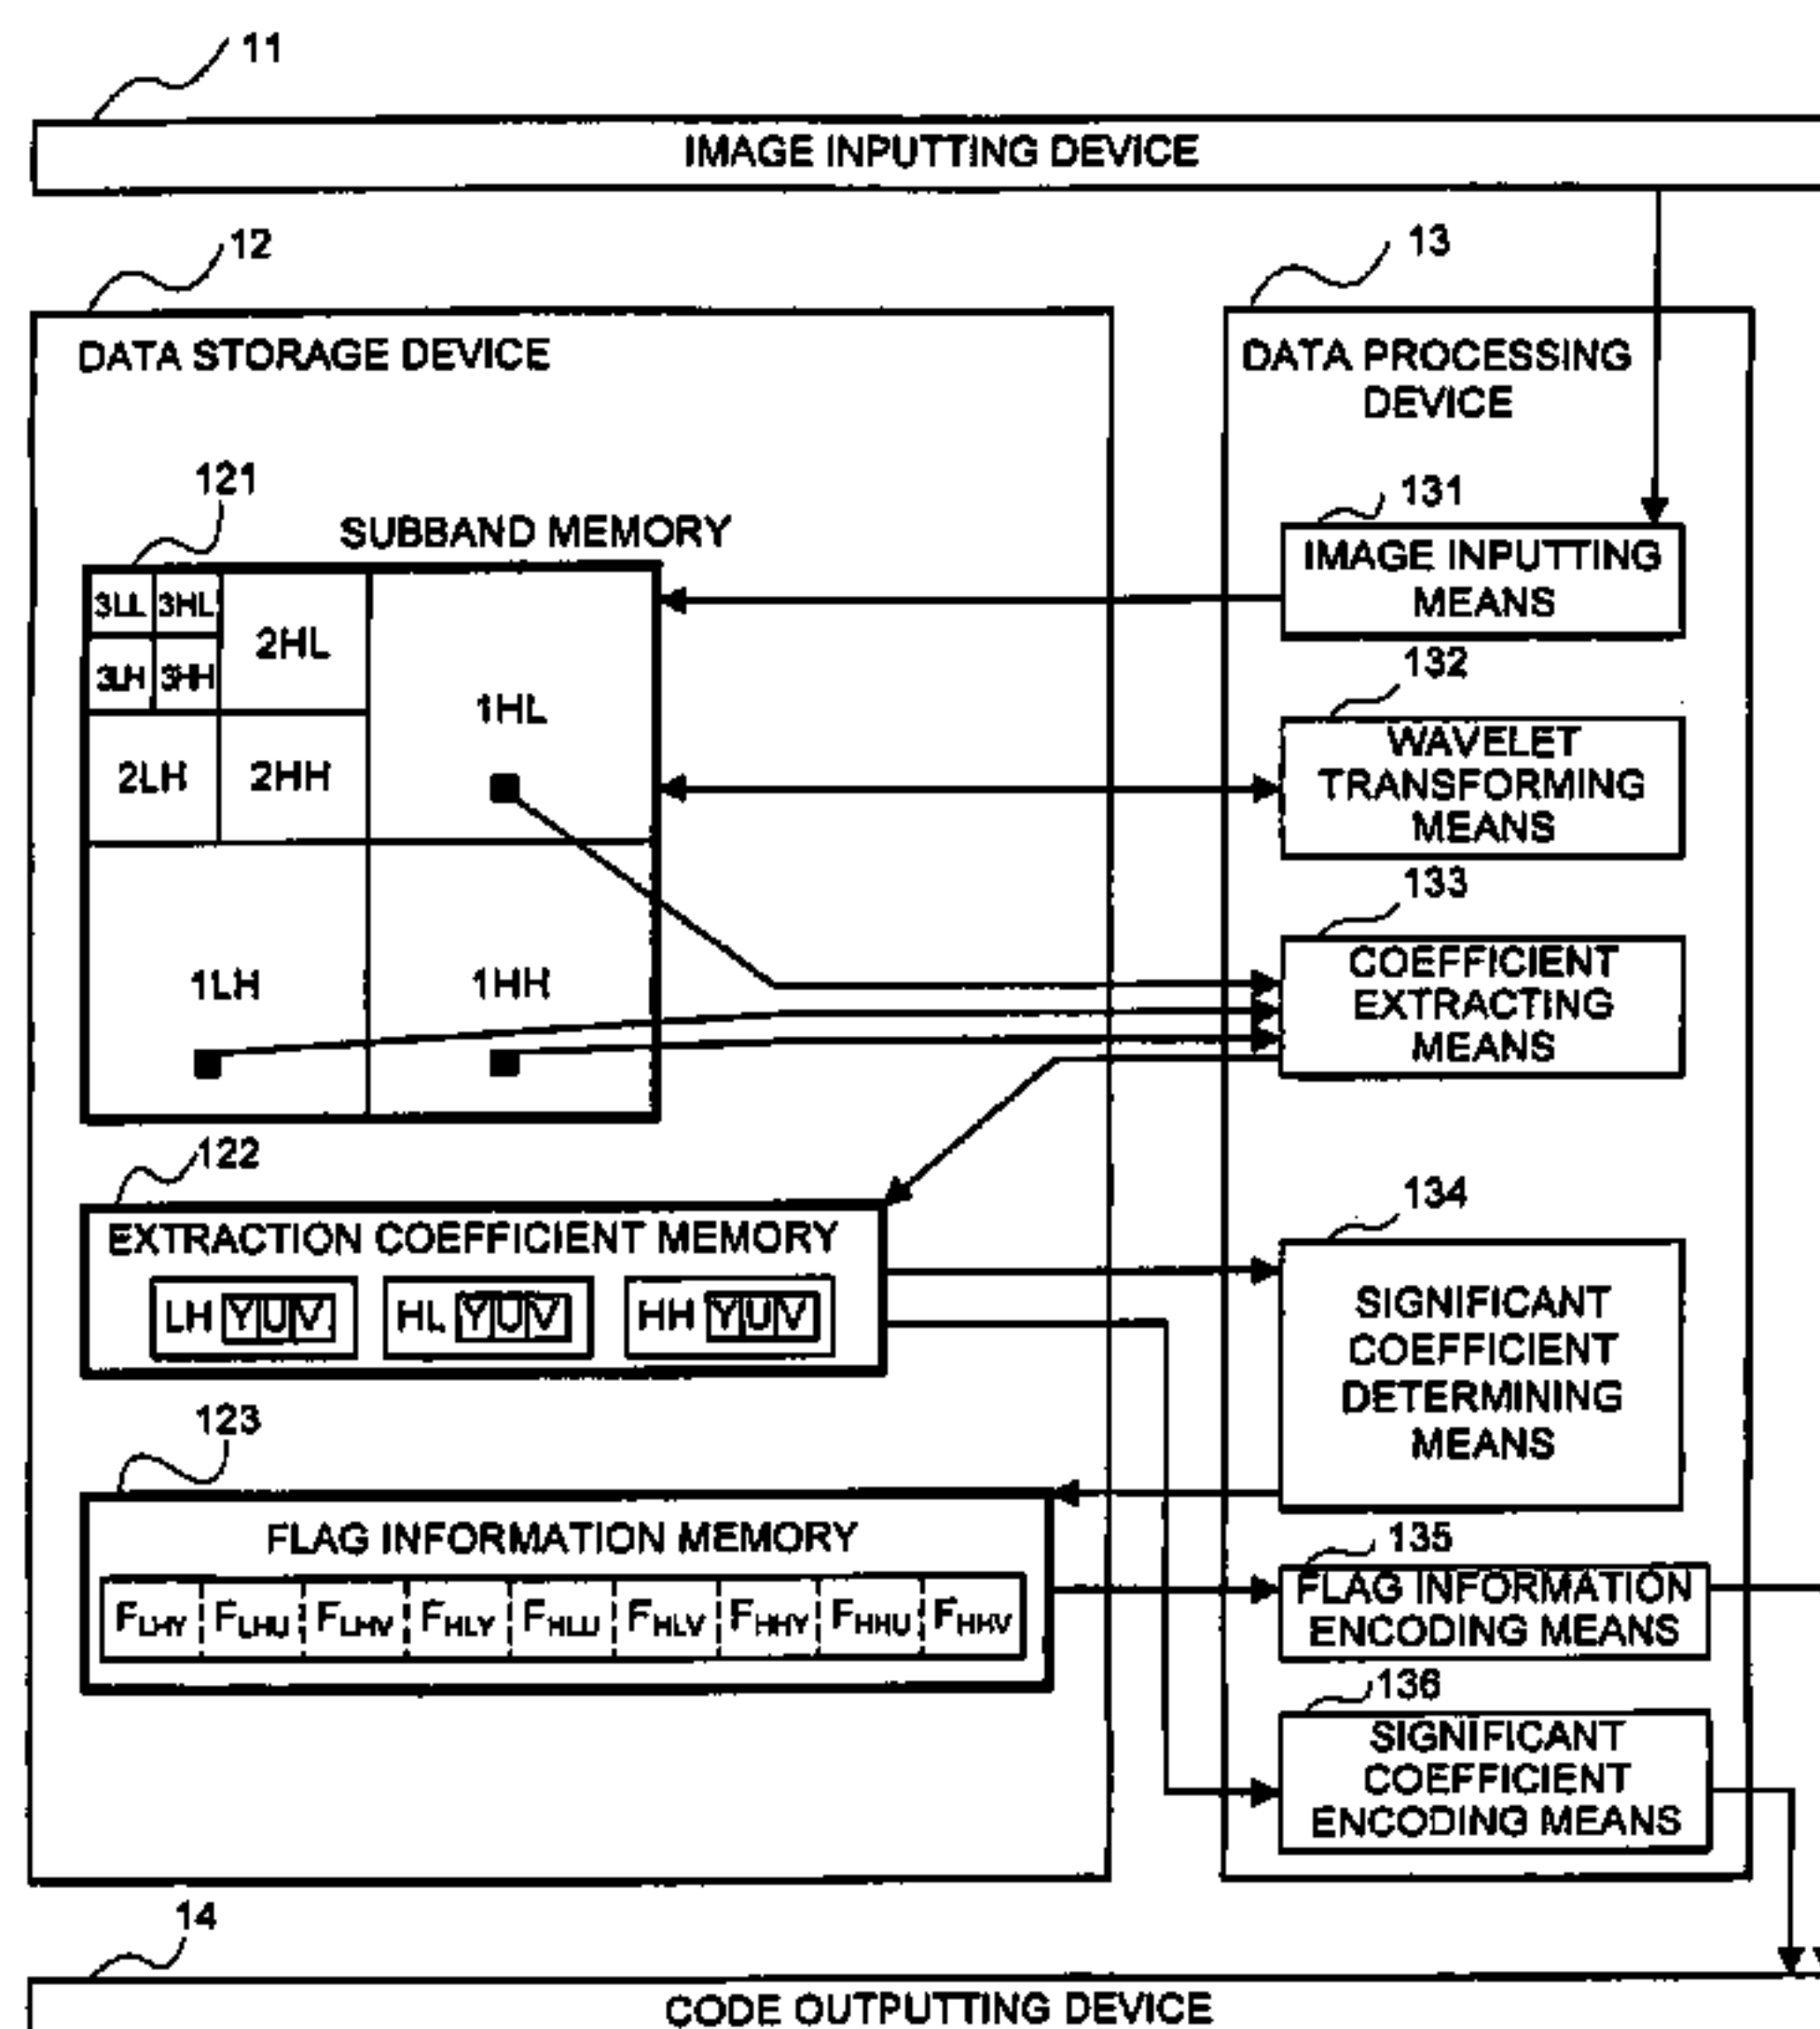 11
IMAGE INPUTTING DEVICE
12
13
DATA STORAGE DEVICE
DATA PROCESSING
DEVICE
121
SUBBAND MEMORY
3LL 3HL
2HL
3LH 3HH
1HL
2LH 2HH
1LH 1HH
131
IMAGE INPUTTING
MEANS
132
WAVELET
TRANSFORMING
MEANS
133
COEFFICIENT
EXTRACTING
MEANS
122
EXTRACTION COEFFICIENT MEMORY
LH Y U V HL Y U V HH Y U V
134
SIGNIFICANT
COEFFICIENT
DETERMINING
MEANS
123
FLAG INFORMATION MEMORY
FLHY FLHU FLHV FHLY FHLU FHLV FHHY FHHU FHHV
135
FLAG INFORMATION
ENCODING MEANS
136
SIGNIFICANT
COEFFICIENT
ENCODING MEANS
14
CODE OUTPUTTING DEVICE